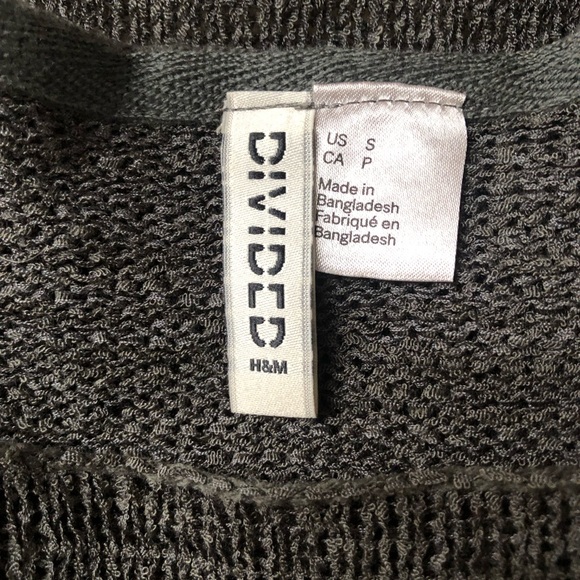 DIVIDED
H&M
US S
CA P
Made in
Bangladesh
Fabriqué en
Bangladesh